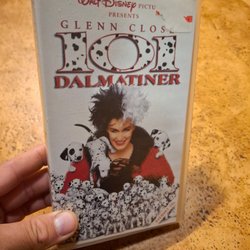 WALT DISNEY PICTU
PRESENTS
GLENN CLOSE
101
DALMATINER